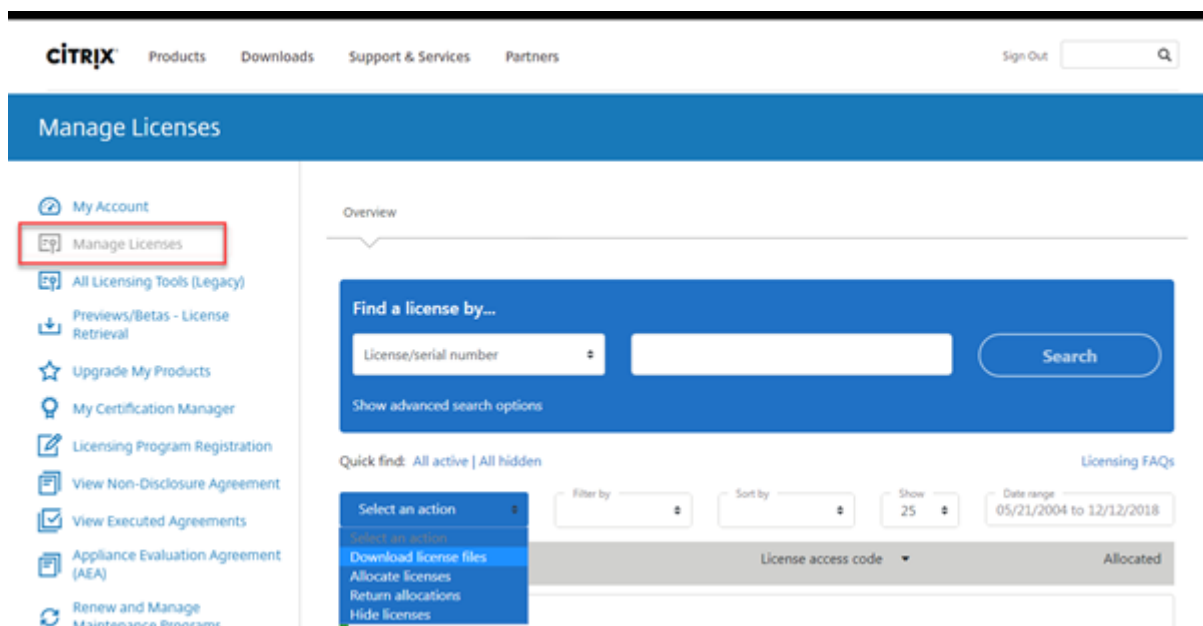 CİTRIX
Products
Downloads
Support & Services
Partners
Sign Out
Manage Licenses
My Account
Manage Licenses
All Licensing Tools (Legacy)
Previews/Betas - License
Retrieval
Upgrade My Products
My Certification Manager
Licensing Program Registration
View Non-Disclosure Agreement
View Executed Agreements
Appliance Evaluation Agreement
(AEA)
Renew and Manage
Maintenance Programs
Overview
Find a license by...
License/serial number
Search
Show advanced search options
Quick find: All active | All hidden
Licensing FAQs
Select an action
Filter by
Sort by
Show
25
Date range
05/21/2004 to 12/12/2018
Select an action
Download license files
Allocate licenses
Return allocations
Hide licenses
License access code
Allocated